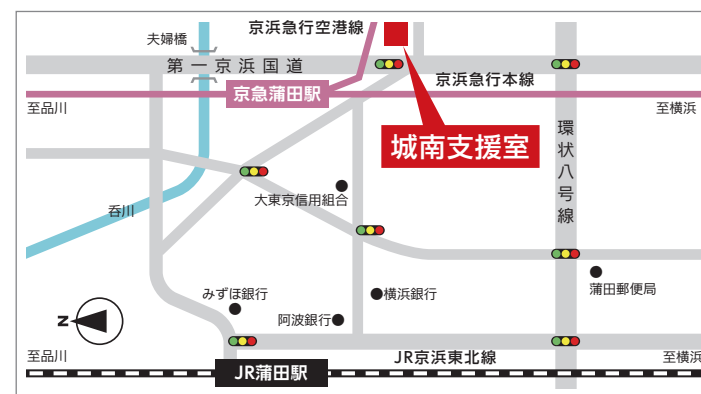 京浜急行空港線
夫婦橋
第一京浜国道
京浜急行本線
京急蒲田駅
至品川
至横浜
城南支援室
環状八号線
大東京信用組合
呑川
蒲田郵便局
みずほ銀行
横浜銀行
阿波銀行
N
至品川
JR京浜東北線
至横浜
JR蒲田駅